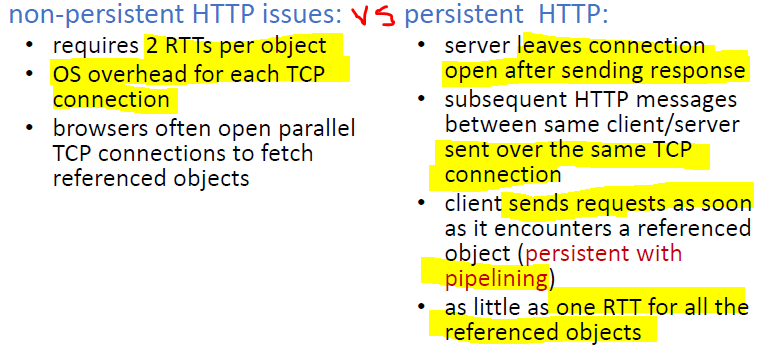 non-persistent HTTP issues: VS persistent HTTP:
• requires 2 RTTs per object
• OS overhead for each TCP
connection
• browsers often open parallel
TCP connections to fetch
referenced objects
• server leaves connection
open after sending response
• subsequent HTTP messages
between same client/server
sent over the same TCP
connection
• client sends requests as soon
as it encounters a referenced
object (persistent with
pipelining)
• as little as one RTT for all the
referenced objects